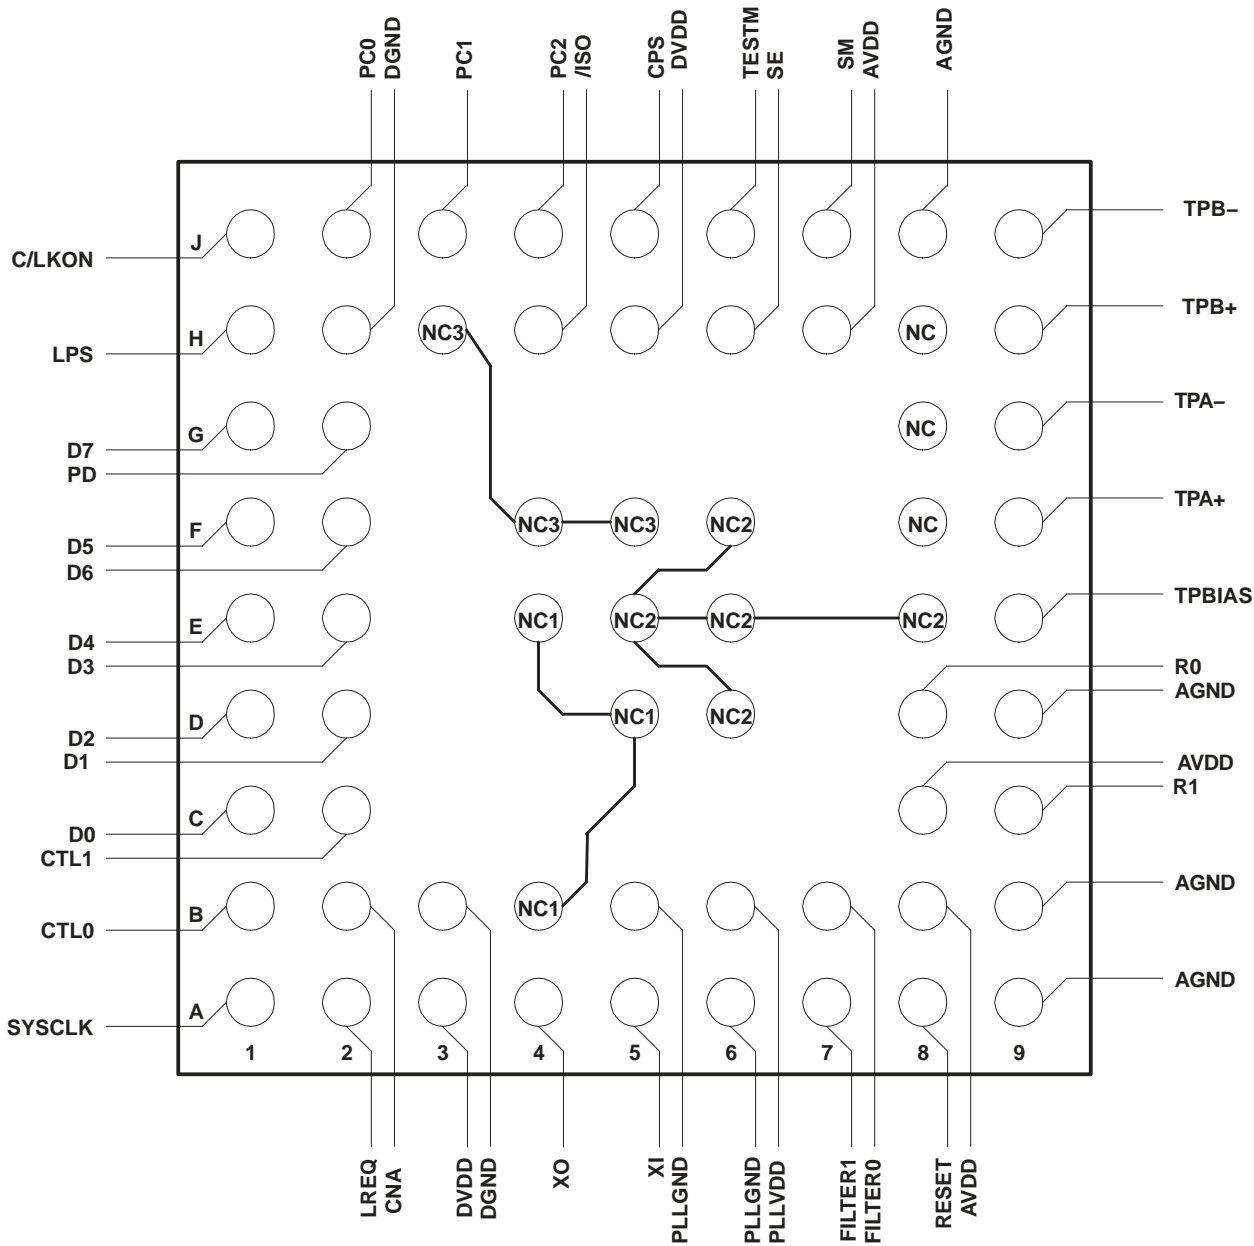 PC0
DGND
PC1
PC2
/ISO
CPS
DVDD
TESTM
SE
SM
AVDD
AGND
J
TPB–
C/LKON
H
NC3
NC
TPB+
LPS
G
NC
TPA–
D7
PD
F
NC3
NC3
NC2
NC
TPA+
D5
D6
E
NC1
NC2
NC2
NC2
TPBIAS
D4
D3
R0
AGND
D
NC1
NC2
D2
D1
AVDD
R1
C
D0
CTL1
B
NC1
AGND
CTL0
A
AGND
SYSCLK
1
2
3
4
5
6
7
8
9
LREQ
CNA
DVDD
DGND
XO
XI
PLLGND
PLLGND
PLLVDD
FILTER1
FILTER0
RESET
AVDD